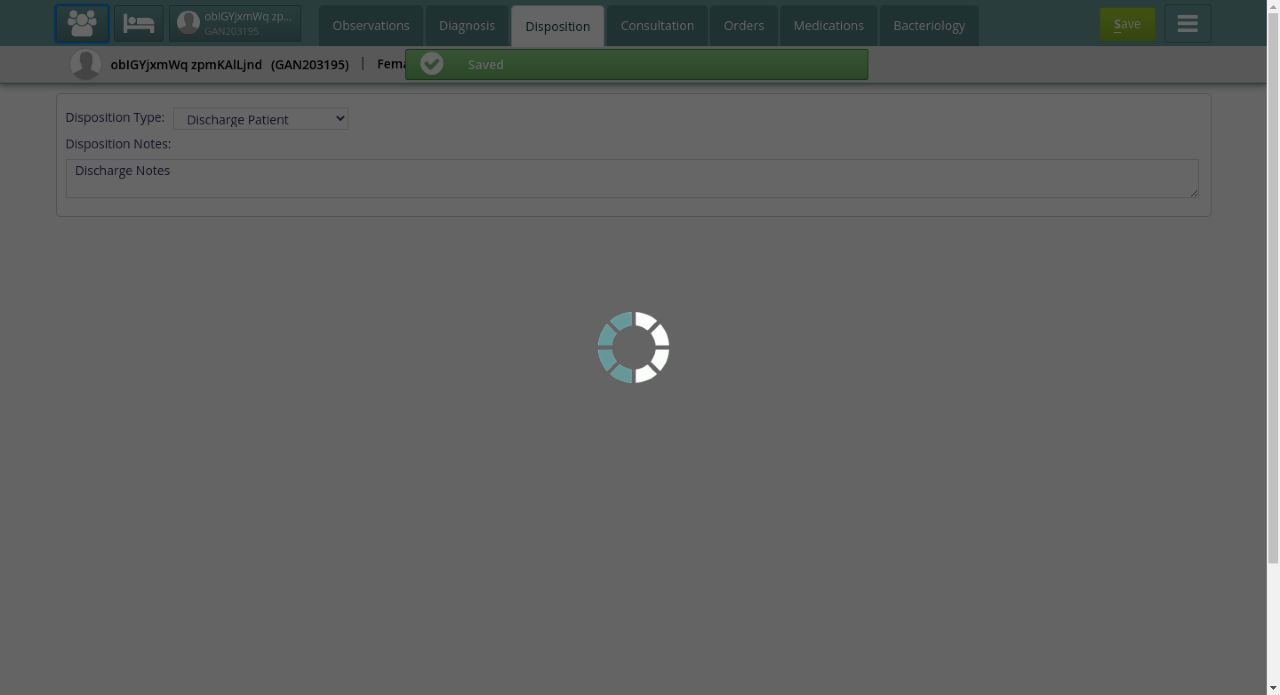 obIGYjxmWq zp...
GAN203195
Observations
Diagnosis
Disposition
Consultation
Orders
Medications
Bacteriology
Save
obIGYjxmWq zpmKAlLjnd (GAN203195) | Fema
Saved
Disposition Type: Discharge Patient
Disposition Notes:
Discharge Notes